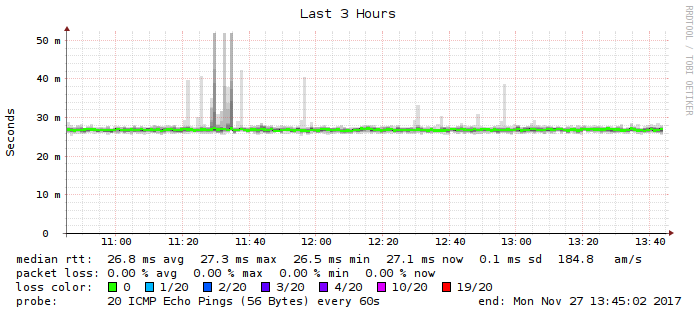 Last 3 Hours
RRDTOOL / TOBI OETIKER
Seconds
50 m
40 m
30 m
20 m
10 m
0
11:00 11:20 11:40 12:00 12:20 12:40 13:00 13:20 13:40
median rtt: 26.8 ms avg 27.3 ms max 26.5 ms min 27.1 ms now 0.1 ms sd 184.8 am/s
packet loss: 0.00 % avg 0.00 % max 0.00 % min 0.00 % now
loss color: 0 1/20 2/20 3/20 4/20 10/20 19/20
probe: 20 ICMP Echo Pings (56 Bytes) every 60s end: Mon Nov 27 13:45:02 2017